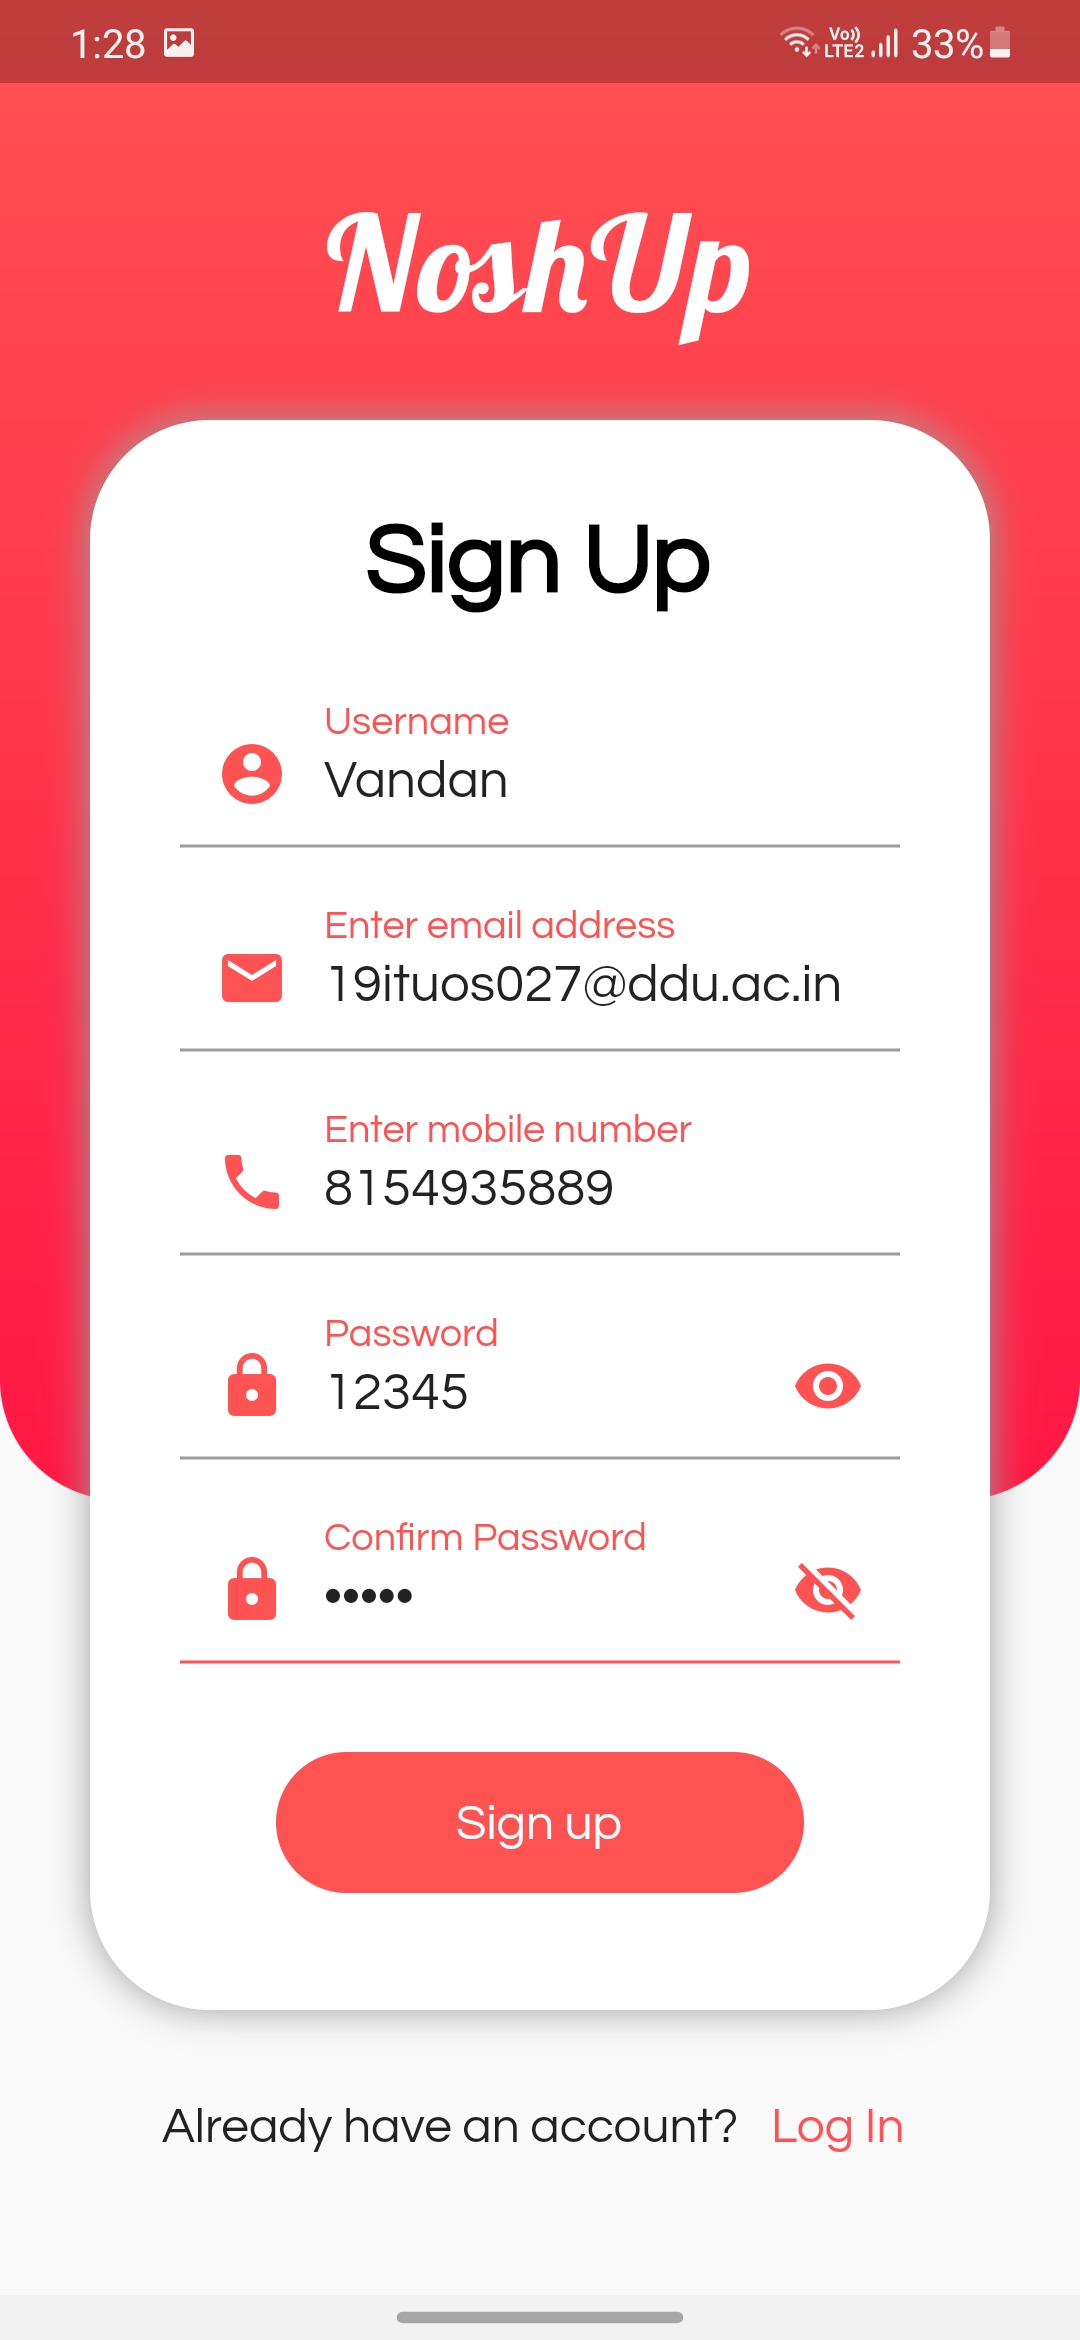 1:28 Vo)) LTE2 33%
NoshUp
Sign Up
Username
Vandan
Enter email address
19ituos027@ddu.ac.in
Enter mobile number
8154935889
Password
12345
Confirm Password
•••••
Sign up
Already have an account? Log In